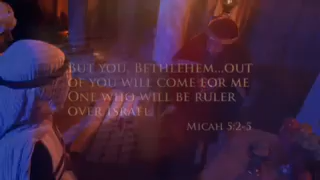 But you, Bethlehem...out
of you will come for me
One who will be ruler
over Israel.
Micah 5:2-5